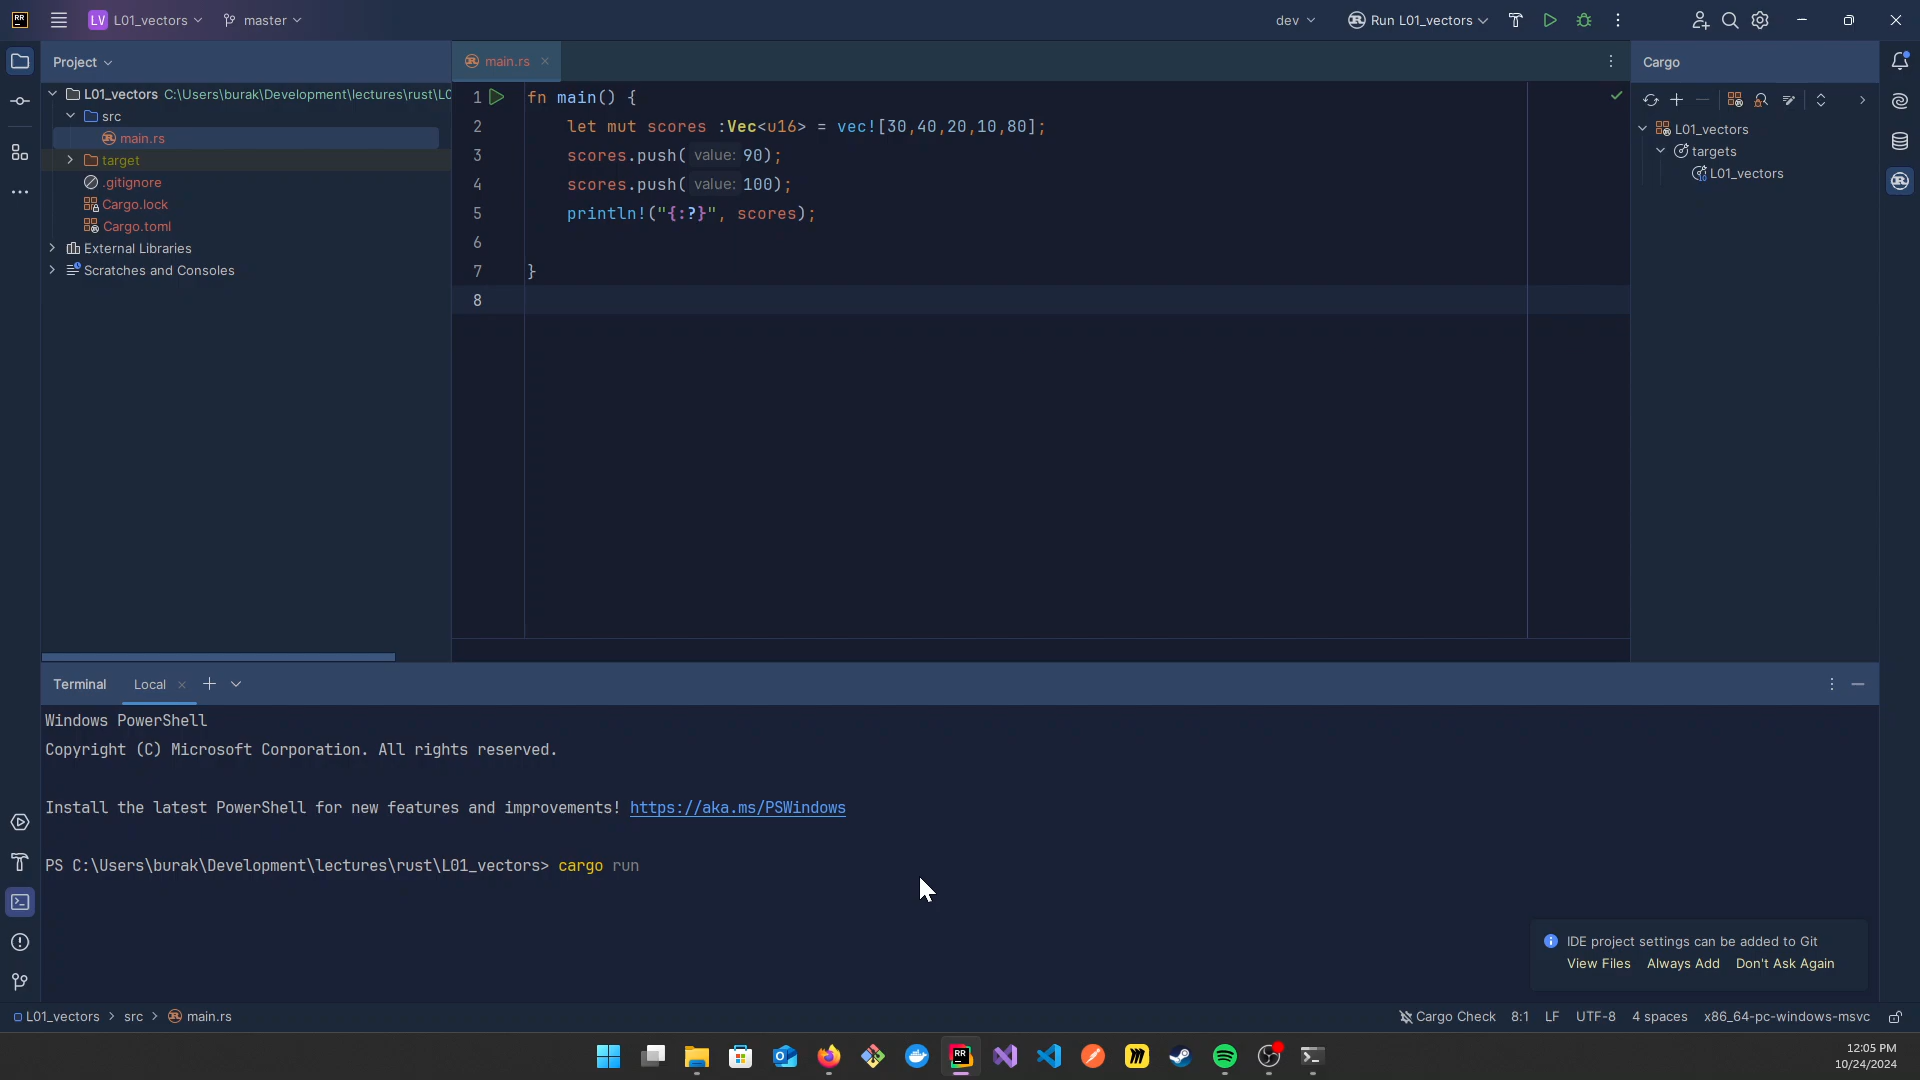 RR
LV L01_vectors
master
dev
Run L01_vectors
Project
main.rs
Cargo
L01_vectors C:\Users\burak\Development\lectures\rust\L0
src
main.rs
target
.gitignore
Cargo.lock
Cargo.toml
External Libraries
Scratches and Consoles
1 fn main() {
2 let mut scores :Vec<u16> = vec![30,40,20,10,80];
3 scores.push( value: 90);
4 scores.push( value: 100);
5 println!("{:?}", scores);
6
7 }
8
L01_vectors
targets
L01_vectors
Terminal
Local
Windows PowerShell
Copyright (C) Microsoft Corporation. All rights reserved.
Install the latest PowerShell for new features and improvements! https://aka.ms/PSWindows
PS C:\Users\burak\Development\lectures\rust\L01_vectors> cargo run
IDE project settings can be added to Git
View Files Always Add Don't Ask Again
L01_vectors > src > main.rs
Cargo Check 8:1 LF UTF-8 4 spaces x86_64-pc-windows-msvc
12:05 PM
10/24/2024